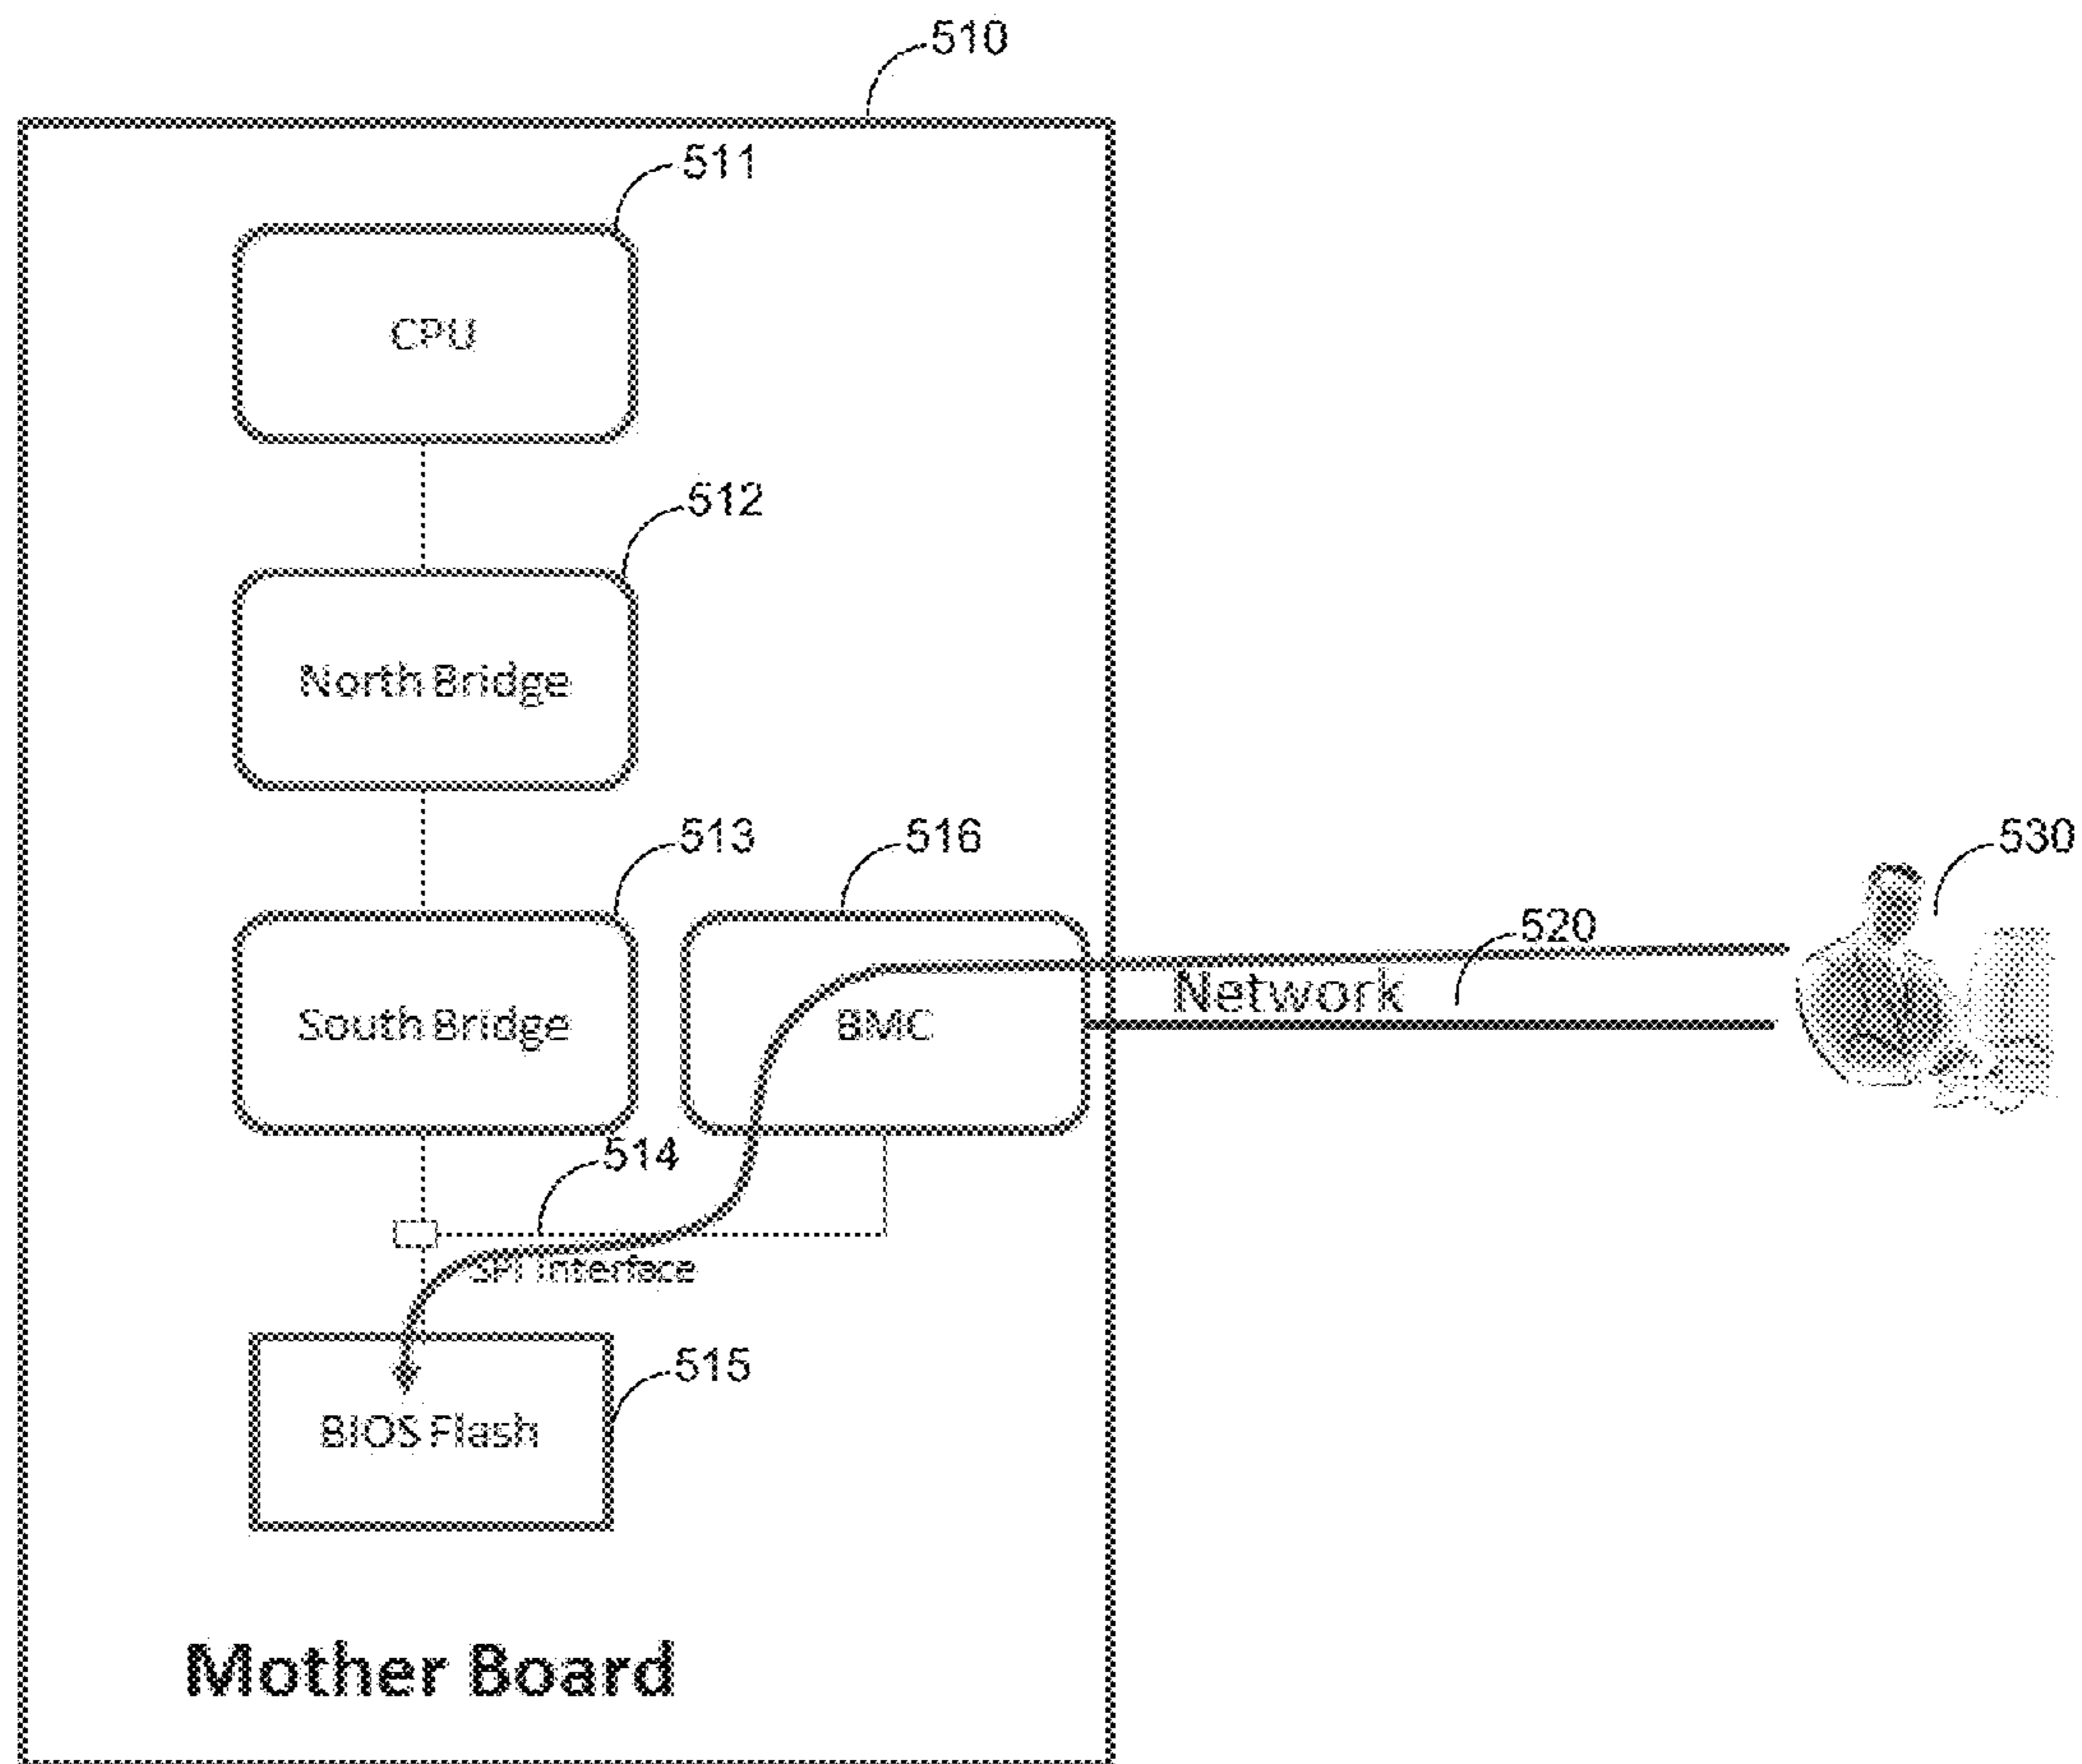 510
511
CPU
512
North Bridge
513
516
530
520
South Bridge
BMC
Network
514
SPI Interface
515
BIOS Flash
Mother Board